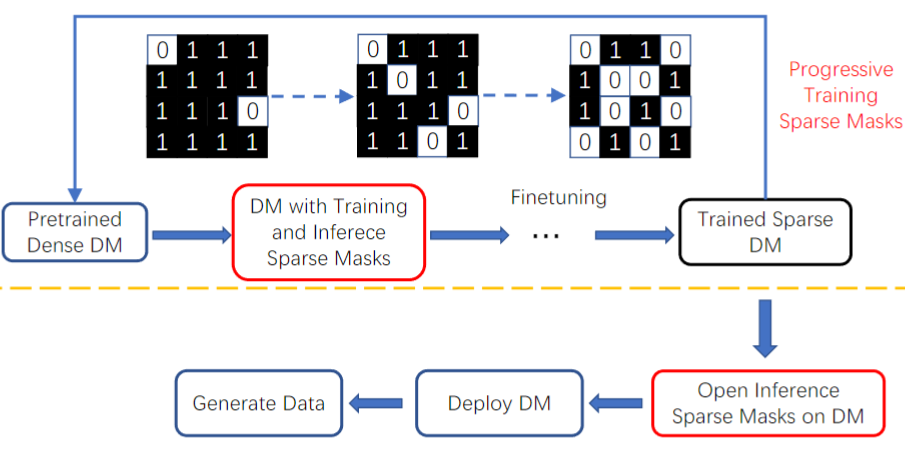 0 1 1 1
1 1 1 1
1 1 1 0
1 1 1 1
0 1 1 1
1 0 1 1
1 1 1 0
1 1 0 1
0 1 1 0
1 0 0 1
1 0 1 0
0 1 0 1
Progressive
Training
Sparse Masks
Pretrained
Dense DM
DM with Training
and Inferece
Sparse Masks
Finetuning
...
Trained Sparse
DM
Generate Data
Deploy DM
Open Inference
Sparse Masks on DM